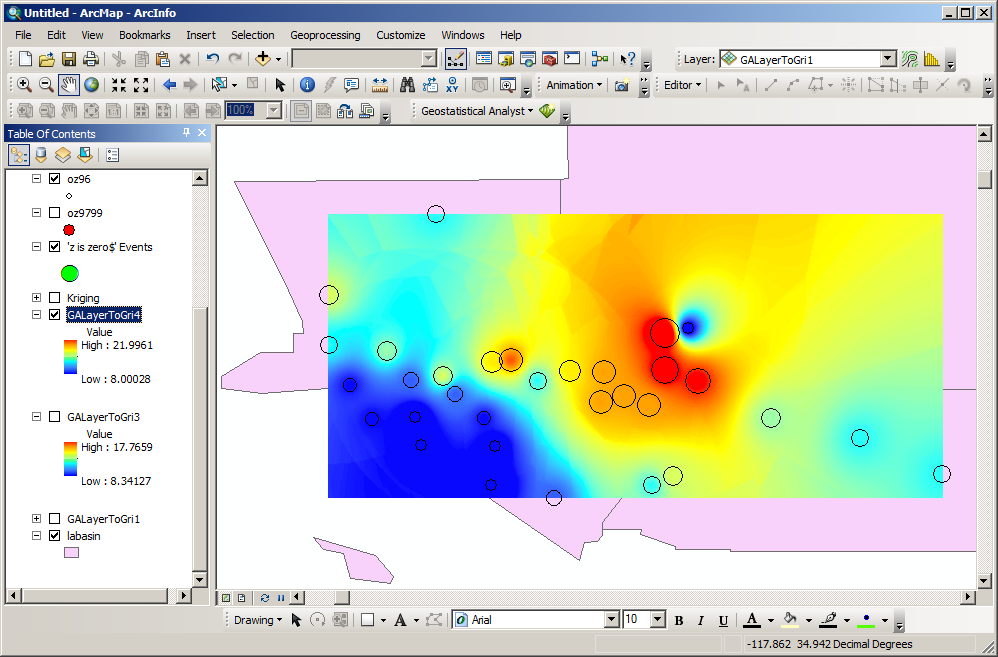 Untitled - ArcMap - ArcInfo
File Edit View Bookmarks Insert Selection Geoprocessing Customize Windows Help
Layer: GALayerToGri1
Animation Editor
100% Geostatistical Analyst
Table Of Contents
oz96
oz9799
'z is zero$' Events
Kriging
GALayerToGri4
Value
High : 21.9961
Low : 8.00028
GALayerToGri3
Value
High : 17.7659
Low : 8.34127
GALayerToGri1
labasin
Drawing A Arial 10 B I U A
-117.862 34.942 Decimal Degrees